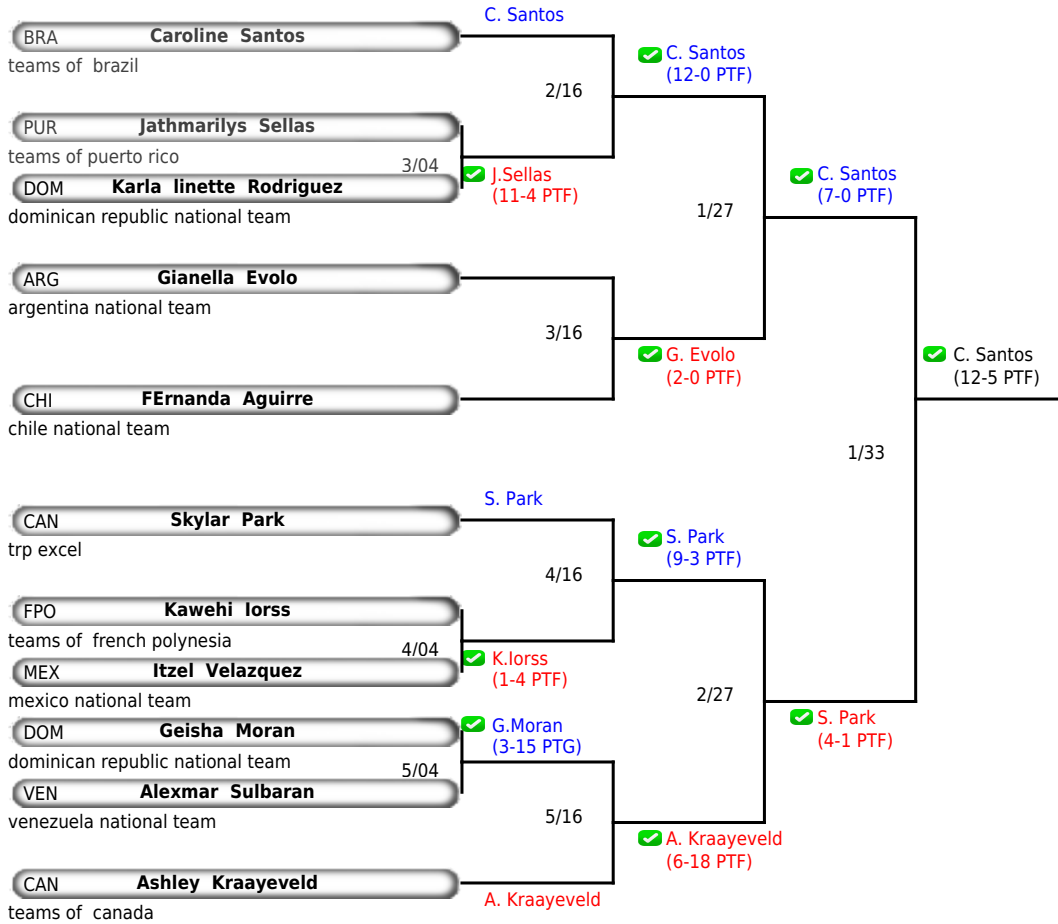 C. Santos
BRA Caroline Santos
teams of brazil
C. Santos
(12-0 PTF)
2/16
PUR Jathmarilys Sellas
teams of puerto rico
3/04
J.Sellas
(11-4 PTF)
DOM Karla linette Rodriguez
dominican republic national team
C. Santos
(7-0 PTF)
1/27
ARG Gianella Evolo
argentina national team
3/16
G. Evolo
(2-0 PTF)
C. Santos
(12-5 PTF)
CHI FErnanda Aguirre
chile national team
1/33
S. Park
CAN Skylar Park
trp excel
S. Park
(9-3 PTF)
4/16
FPO Kawehi Iorss
teams of french polynesia
4/04
K.Iorss
(1-4 PTF)
MEX Itzel Velazquez
mexico national team
2/27
S. Park
(4-1 PTF)
DOM Geisha Moran
dominican republic national team
G.Moran
(3-15 PTG)
5/04
VEN Alexmar Sulbaran
venezuela national team
5/16
A. Kraayeveld
(6-18 PTF)
CAN Ashley Kraayeveld
teams of canada
A. Kraayeveld